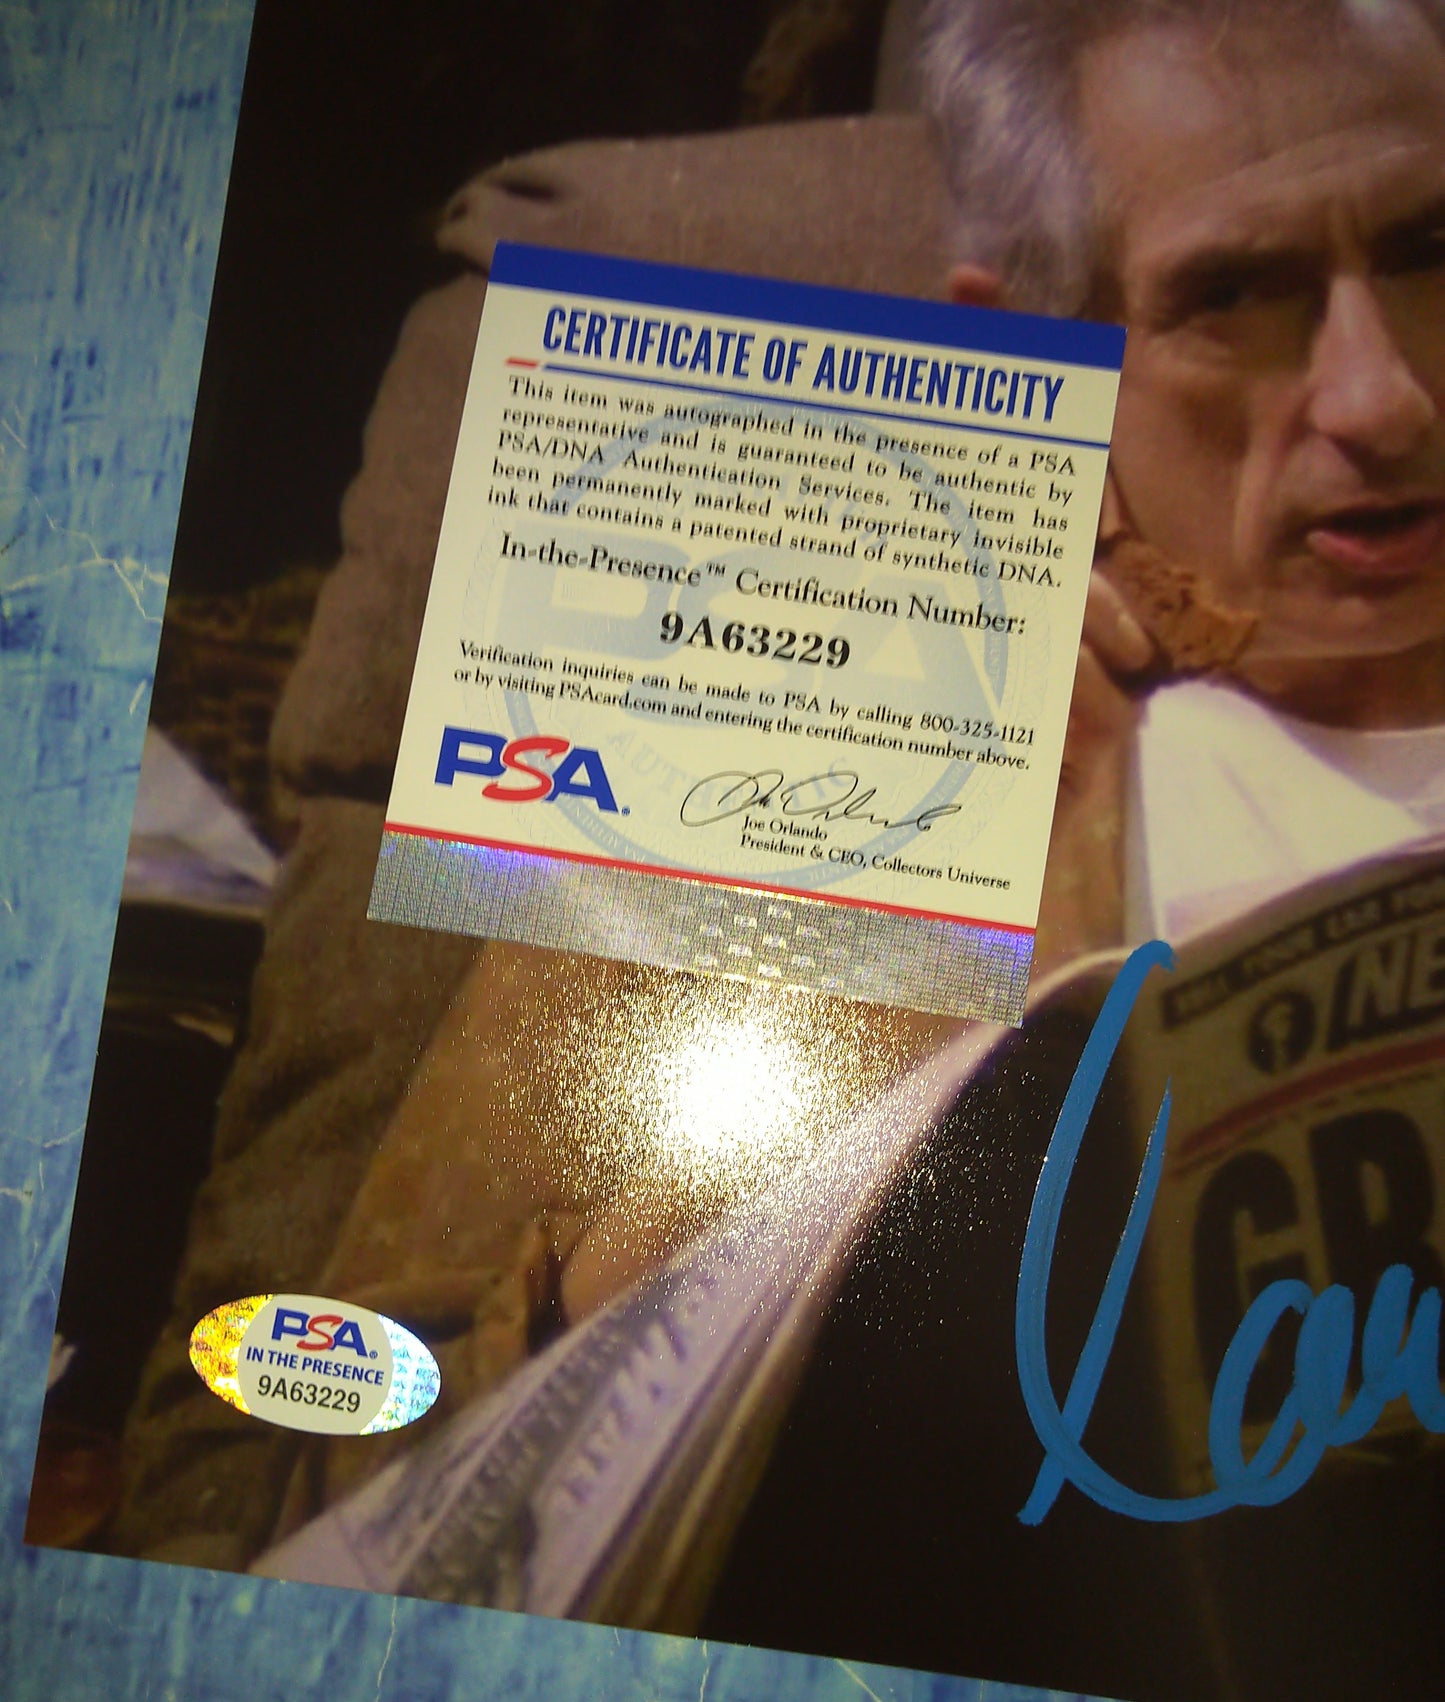 CERTIFICATE OF AUTHENTICITY
This item was autographed in the presence of a PSA
representative and is guaranteed to be authentic by
PSA/DNA Authentication Services. The item has
been permanently marked with proprietary invisible
ink that contains a patented strand of synthetic DNA.
In-the-Presence™ Certification Number:
9A63229
Verification inquiries can be made to PSA by calling 800-325-1121
or by visiting PSAcard.com and entering the certification number above.
PSA®
Joe Orlando
President & CEO, Collectors Universe
PSA®
IN THE PRESENCE
9A63229